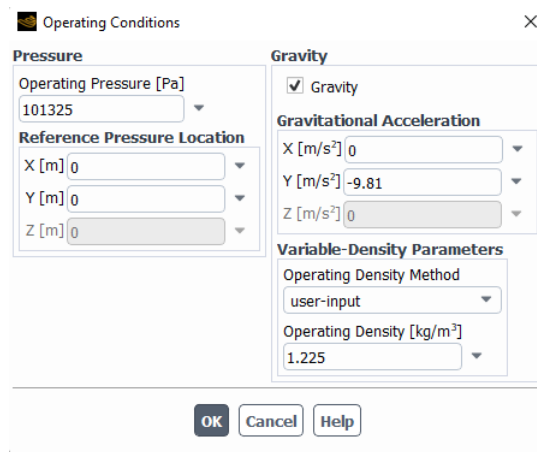 Operating Conditions
Pressure
Operating Pressure [Pa]
101325
Reference Pressure Location
X [m] 0
Y [m] 0
Z [m] 0
Gravity
Gravity
Gravitational Acceleration
X [m/s²] 0
Y [m/s²] -9.81
Z [m/s²] 0
Variable-Density Parameters
Operating Density Method
user-input
Operating Density [kg/m³]
1.225
OK Cancel Help